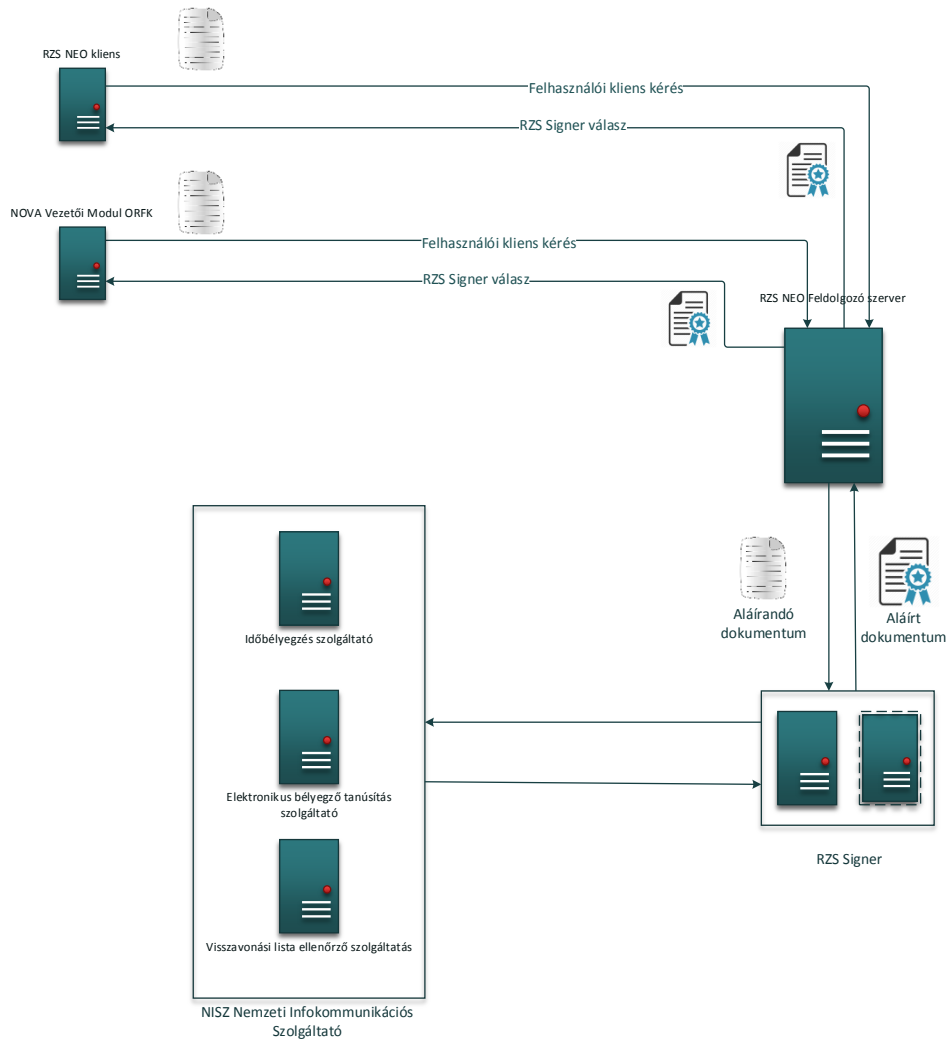 RZS NEO kliens
Felhasználói kliens kérés
RZS Signer válasz
NOVA Vezetői Modul ORFK
Felhasználói kliens kérés
RZS Signer válasz
RZS NEO Feldolgozó szerver
Aláírandó
dokumentum
Aláírt
dokumentum
Időbélyegzés szolgáltató
Elektronikus bélyegző tanúsítás
szolgáltató
RZS Signer
Visszavonási lista ellenőrző szolgáltatás
NISZ Nemzeti Infokommunikációs
Szolgáltató